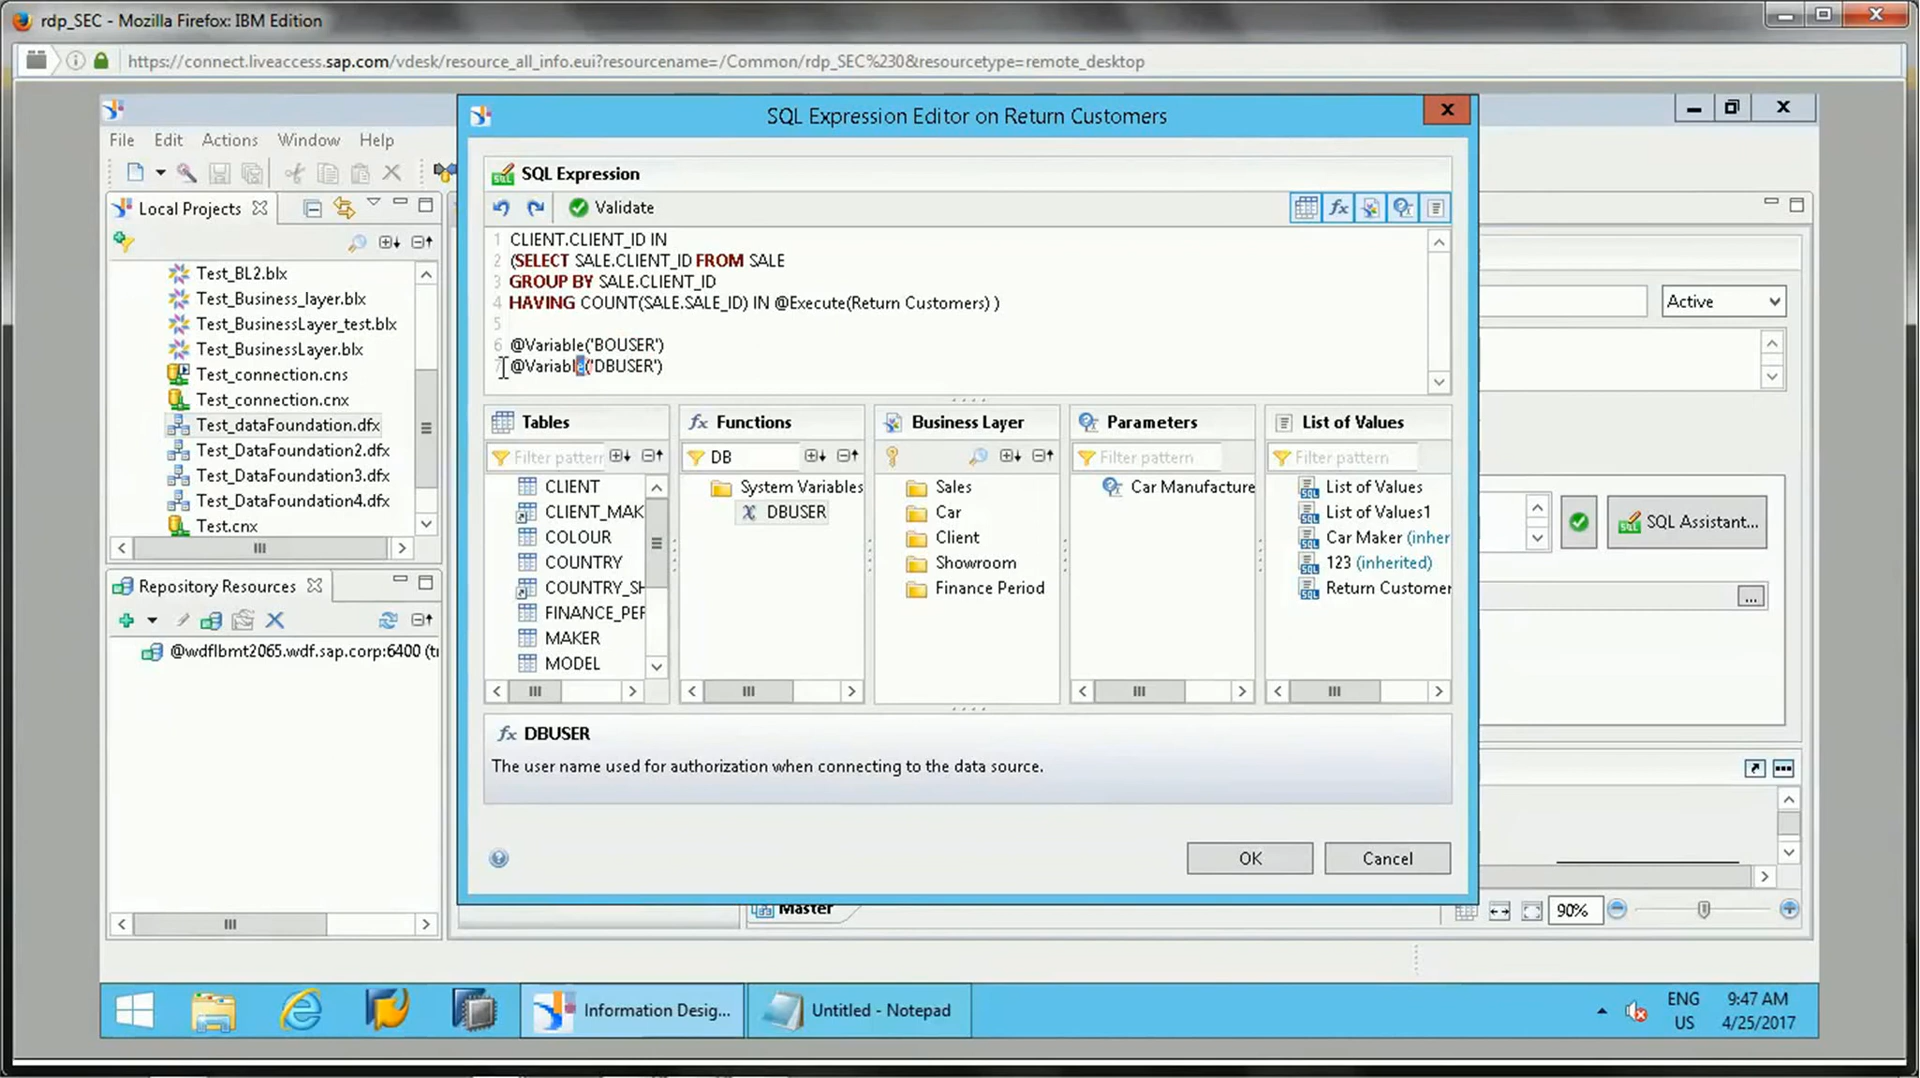 rdp_SEC - Mozilla Firefox: IBM Edition
https://connect.liveaccess.sap.com/vdesk/resource_all_info.eui?resourcename=/Common/rdp_SEC%230&resourcetype=remote_desktop
File Edit Actions Window Help
Local Projects
Test_BL2.blx
Test_Business_layer.blx
Test_BusinessLayer_test.blx
Test_BusinessLayer.blx
Test_connection.cns
Test_connection.cnx
Test_dataFoundation.dfx
Test_DataFoundation2.dfx
Test_DataFoundation3.dfx
Test_DataFoundation4.dfx
Test.cnx
Repository Resources
@wdflbmt2065.wdf.sap.corp:6400 (tr
SQL Expression Editor on Return Customers
SQL Expression
Validate
1 CLIENT.CLIENT_ID IN
2 (SELECT SALE.CLIENT_ID FROM SALE
3 GROUP BY SALE.CLIENT_ID
4 HAVING COUNT(SALE.SALE_ID) IN @Execute(Return Customers) )
5
6 @Variable('BOUSER')
7 @Variable('DBUSER')
Tables
Filter pattern
CLIENT
CLIENT_MAK
COLOUR
COUNTRY
COUNTRY_SH
FINANCE_PER
MAKER
MODEL
Functions
DB
System Variables
DBUSER
Business Layer
Sales
Car
Client
Showroom
Finance Period
Parameters
Filter pattern
Car Manufacture
List of Values
Filter pattern
List of Values
List of Values1
Car Maker (inher
123 (inherited)
Return Customer
fx DBUSER
The user name used for authorization when connecting to the data source.
OK
Cancel
Active
SQL Assistant...
...
Master
90%
Information Desig...
Untitled - Notepad
ENG
US
9:47 AM
4/25/2017